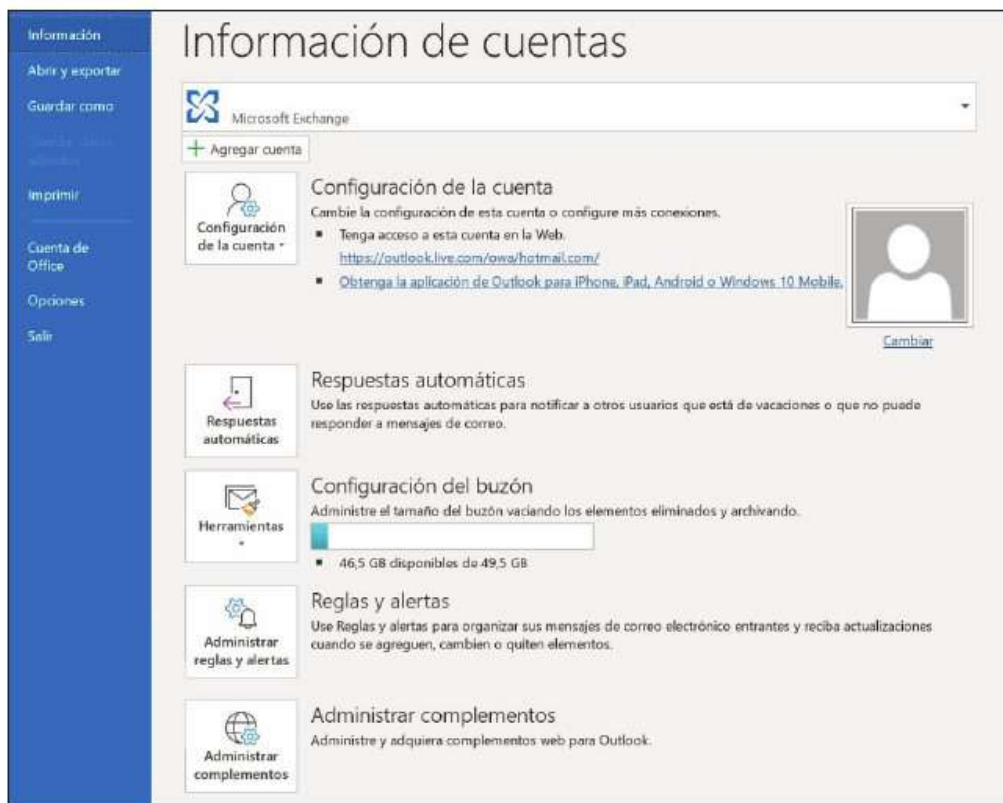 Información
Abrir y exportar
Guardar como
Imprimir
Cuenta de
Office
Opciones
Salir
Información de cuentas
Microsoft Exchange
Agregar cuenta
Configuración
de la cuenta
Configuración de la cuenta
Cambie la configuración de esta cuenta o configure más conexiones.
Tenga acceso a esta cuenta en la Web.
https://outlook.live.com/owa/hotmail.com/
Obtenga la aplicación de Outlook para iPhone, iPad, Android o Windows 10 Mobile.
Cambiar
Respuestas
automáticas
Respuestas automáticas
Use las respuestas automáticas para notificar a otros usuarios que está de vacaciones o que no puede
responder a mensajes de correo.
Herramientas
Configuración del buzón
Administre el tamaño del buzón vaciando los elementos eliminados y archivando.
46,5 GB disponibles de 49,5 GB
Administrar
reglas y alertas
Reglas y alertas
Use Reglas y alertas para organizar sus mensajes de correo electrónico entrantes y reciba actualizaciones
cuando se agreguen, cambien o quiten elementos.
Administrar
complementos
Administrar complementos
Administre y adquiera complementos web para Outlook.